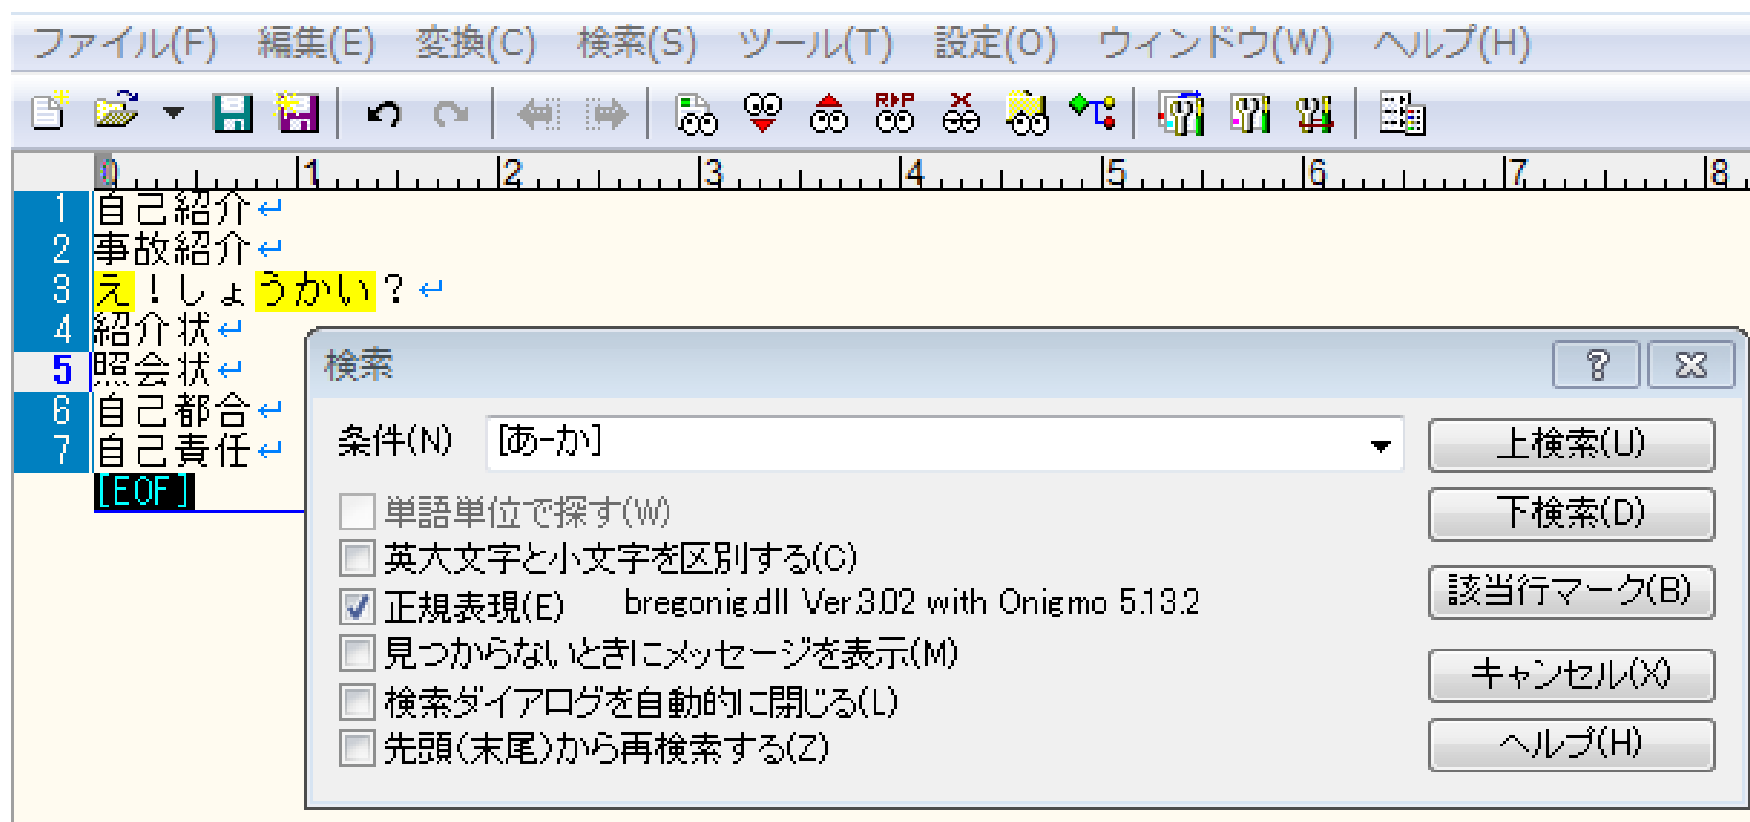 ファイル(F) 編集(E) 変換(C) 検索(S) ツール(T) 設定(O) ウィンドウ(W) ヘルプ(H)
0 1 2 3 4 5 6 7 8
1 自己紹介↵
2 事故紹介↵
3 え！しょうかい？↵
4 紹介状↵
5 照会状↵
6 自己都合↵
7 自己責任↵
[EOF]
検索
条件(N) [あ-か]
単語単位で探す(W)
英大文字と小文字を区別する(C)
正規表現(E) bregonig.dll Ver.3.02 with Onigmo 5.13.2
見つからないときにメッセージを表示(M)
検索ダイアログを自動的に閉じる(L)
先頭(末尾)から再検索する(Z)
上検索(U)
下検索(D)
該当行マーク(B)
キャンセル(X)
ヘルプ(H)